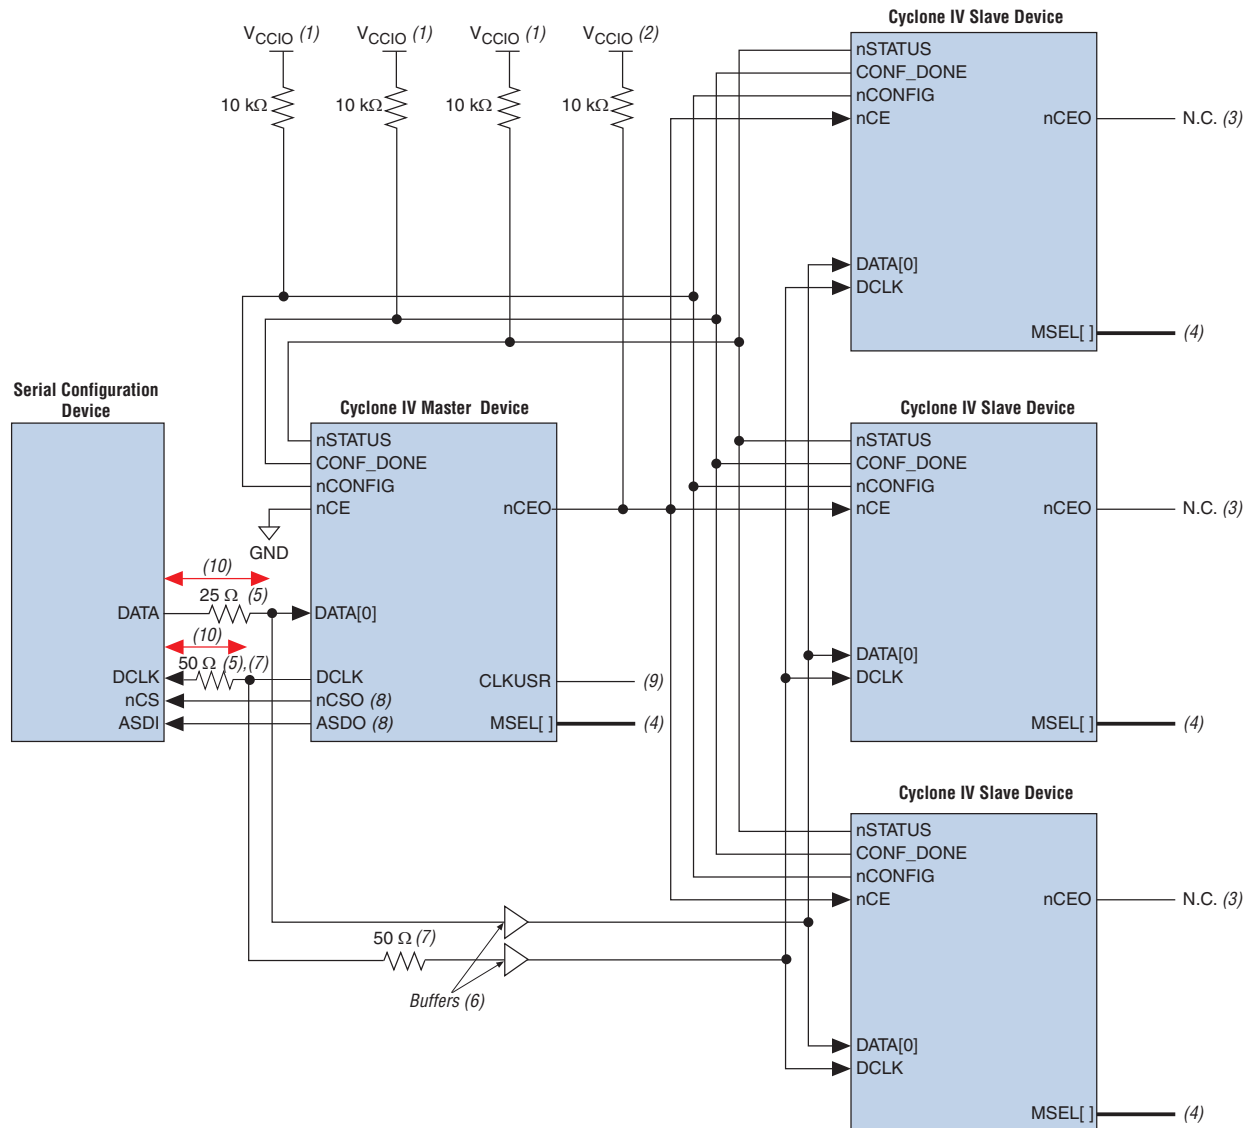 Cyclone IV Slave Device
VCCIO (1) VCCIO (1) VCCIO (1) VCCIO (2)
10 kΩ 10 kΩ 10 kΩ 10 kΩ
nSTATUS
CONF_DONE
nCONFIG
nCE nCEO N.C. (3)
DATA[0]
DCLK
MSEL[ ] (4)
Serial Configuration
Device
DATA
DCLK
nCS
ASDI
Cyclone IV Master Device
nSTATUS
CONF_DONE
nCONFIG
nCE nCEO
GND
(10)
25 Ω (5)
DATA[0]
(10)
50 Ω (5),(7)
DCLK
nCSO (8)
ASDO (8)
CLKUSR (9)
MSEL[ ] (4)
Cyclone IV Slave Device
nSTATUS
CONF_DONE
nCONFIG
nCE nCEO N.C. (3)
DATA[0]
DCLK
MSEL[ ] (4)
50 Ω (7)
Buffers (6)
Cyclone IV Slave Device
nSTATUS
CONF_DONE
nCONFIG
nCE nCEO N.C. (3)
DATA[0]
DCLK
MSEL[ ] (4)